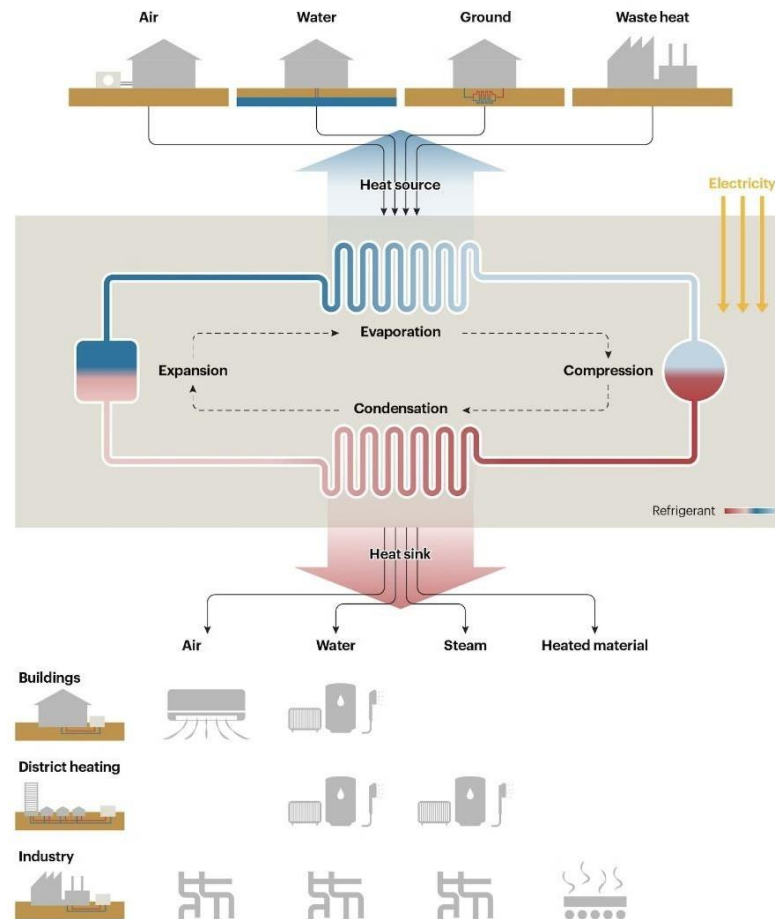 Air
Water
Ground
Waste heat
Heat source
Electricity
Evaporation
Expansion
Compression
Condensation
Refrigerant
Heat sink
Air
Water
Steam
Heated material
Buildings
District heating
Industry